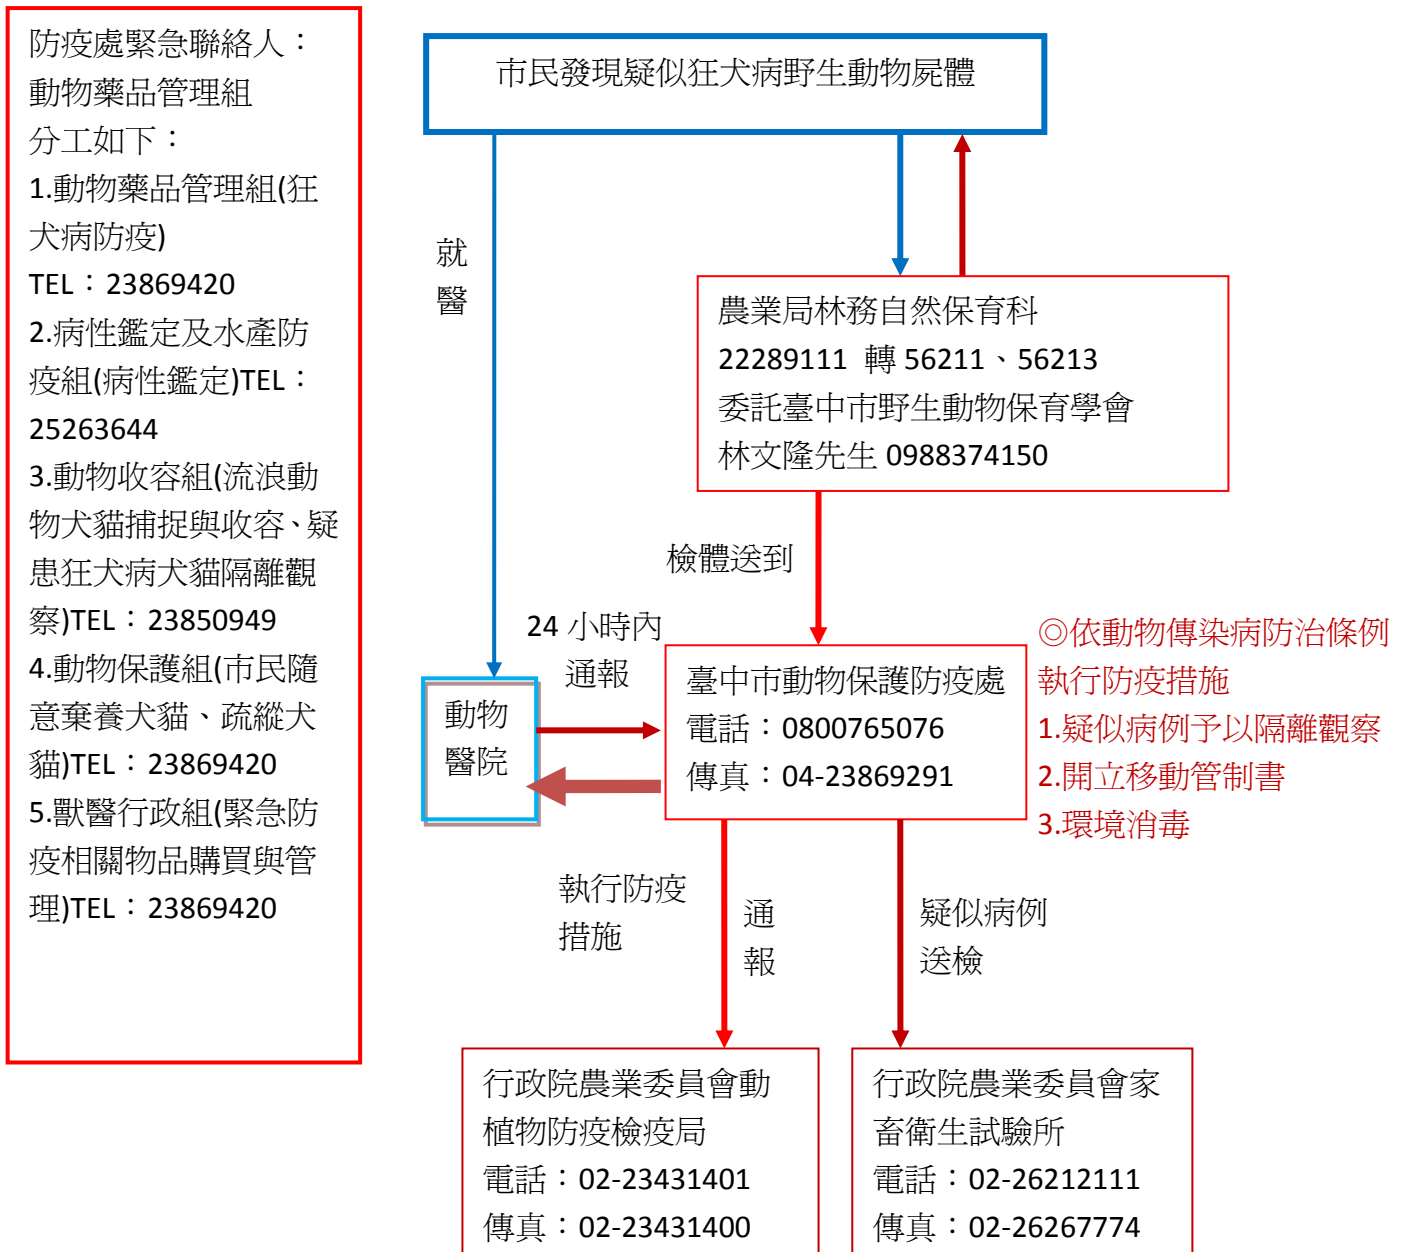 防疫處緊急聯絡人：
動物藥品管理組
分工如下：
1.動物藥品管理組(狂
犬病防疫)
TEL：23869420
2.病性鑑定及水產防
疫組(病性鑑定)TEL：
25263644
3.動物收容組(流浪動
物犬貓捕捉與收容、疑
患狂犬病犬貓隔離觀
察)TEL：23850949
4.動物保護組(市民隨
意棄養犬貓、疏縱犬
貓)TEL：23869420
5.獸醫行政組(緊急防
疫相關物品購買與管
理)TEL：23869420
市民發現疑似狂犬病野生動物屍體
就
醫
農業局林務自然保育科
22289111 轉 56211、56213
委託臺中市野生動物保育學會
林文隆先生 0988374150
檢體送到
24 小時內
通報
動物
醫院
臺中市動物保護防疫處
電話：0800765076
傳真：04-23869291
◎依動物傳染病防治條例
執行防疫措施
1.疑似病例予以隔離觀察
2.開立移動管制書
3.環境消毒
執行防疫
措施
通
報
疑似病例
送檢
行政院農業委員會動
植物防疫檢疫局
電話：02-23431401
傳真：02-23431400
行政院農業委員會家
畜衛生試驗所
電話：02-26212111
傳真：02-26267774